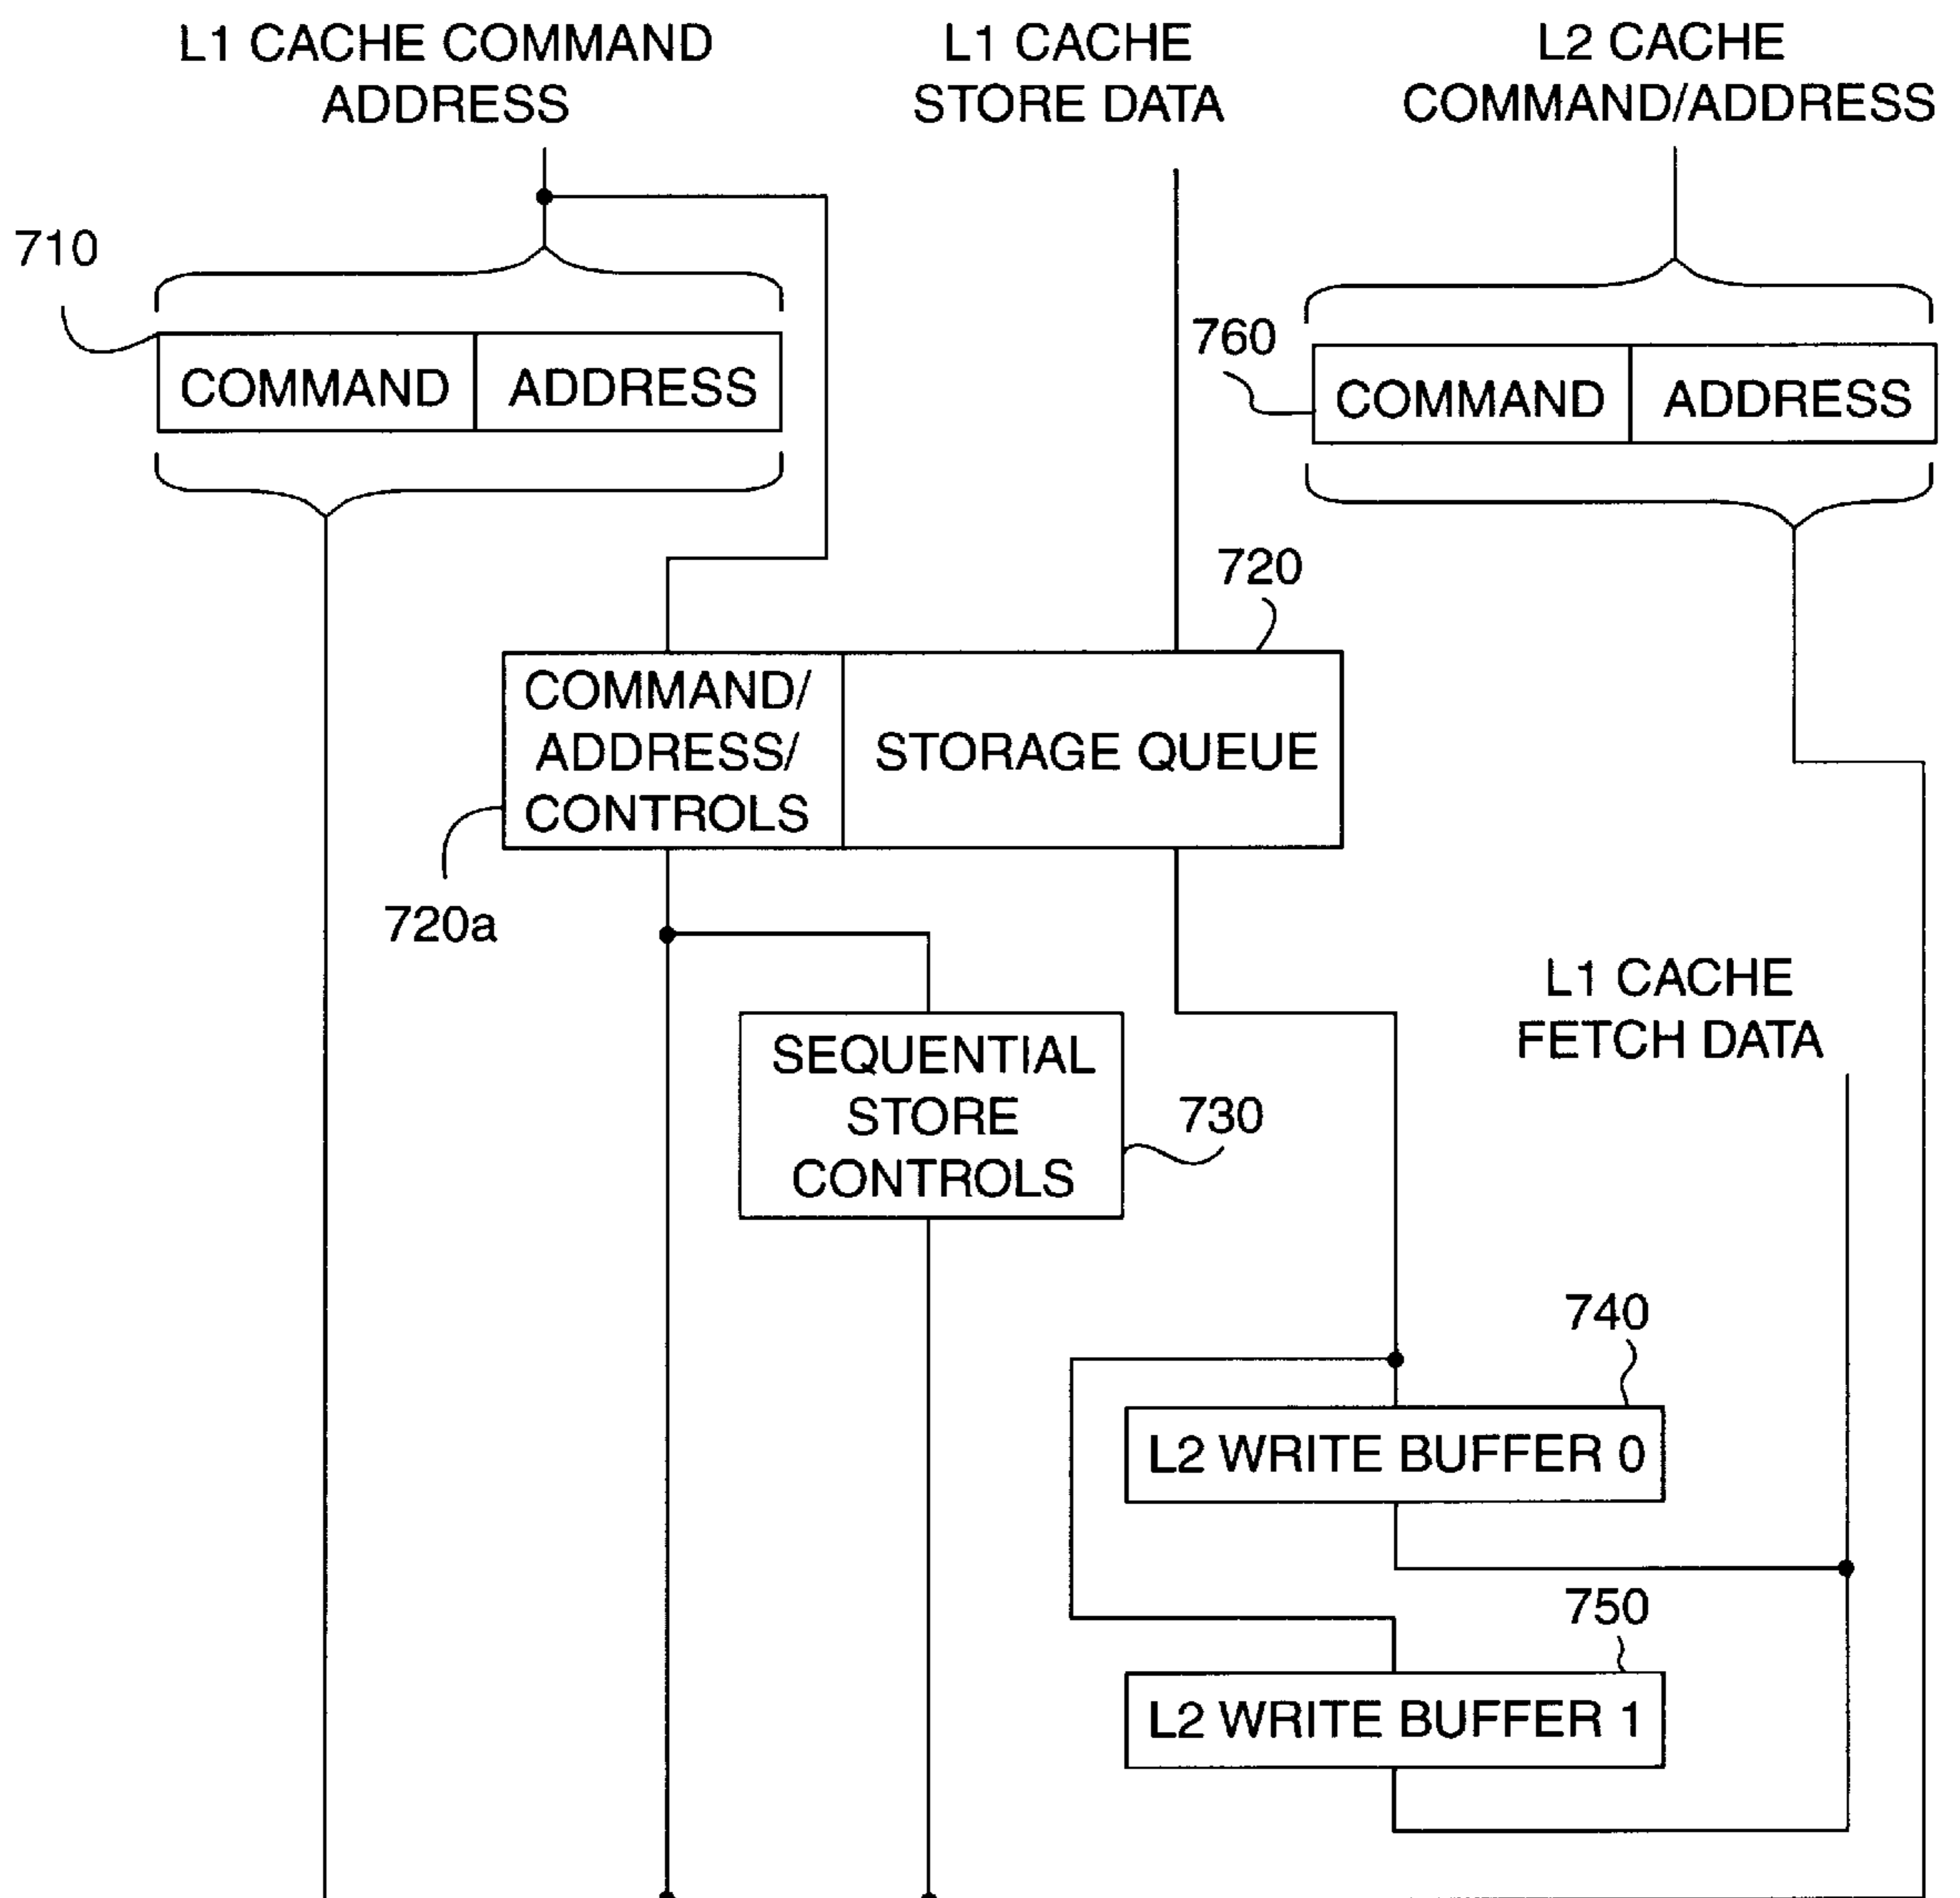 L1 CACHE COMMAND
ADDRESS
L1 CACHE
STORE DATA
L2 CACHE
COMMAND/ADDRESS
710
COMMAND
ADDRESS
760
COMMAND
ADDRESS
720
COMMAND/
ADDRESS/
CONTROLS
STORAGE QUEUE
720a
L1 CACHE
FETCH DATA
SEQUENTIAL
STORE
CONTROLS
730
740
L2 WRITE BUFFER 0
750
L2 WRITE BUFFER 1